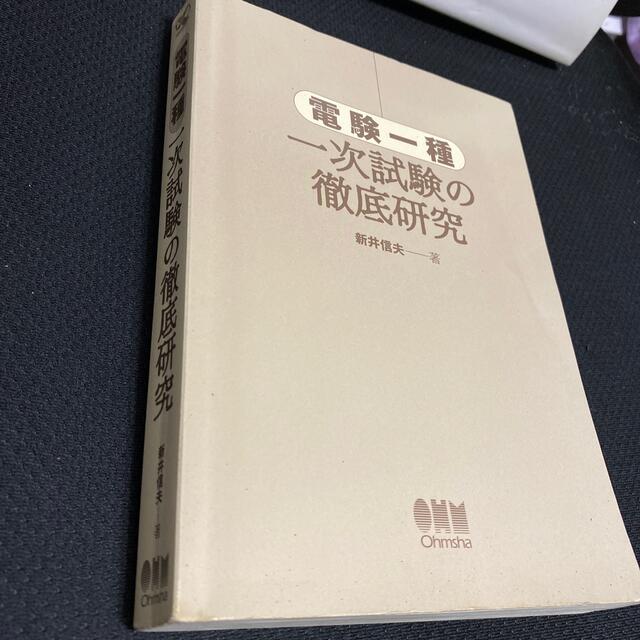 電験一種
一次試験の
徹底研究
新井信夫――著
OHM
Ohmsha
電験一種
一次試験の徹底研究
新井信夫―著
OHM
Ohmsha